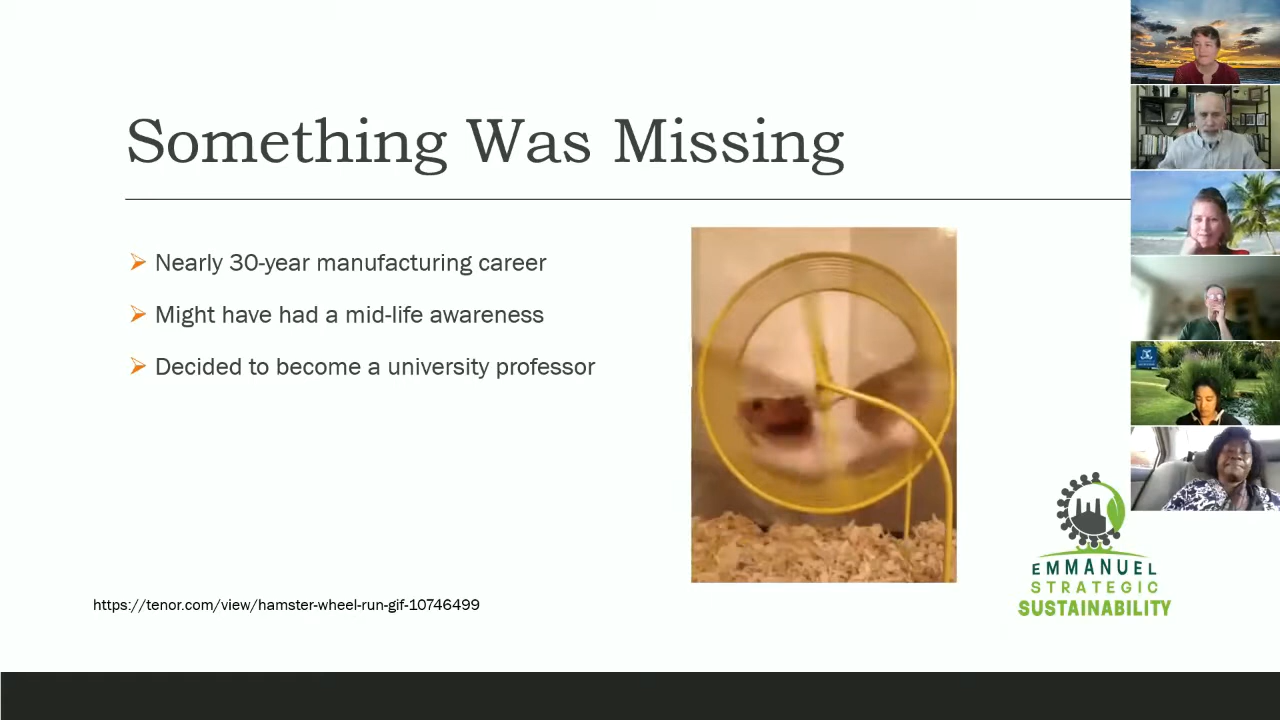 Something Was Missing
Nearly 30-year manufacturing career
Might have had a mid-life awareness
Decided to become a university professor
https://tenor.com/view/hamster-wheel-run-gif-10746499
EMMANUEL
STRATEGIC
SUSTAINABILITY